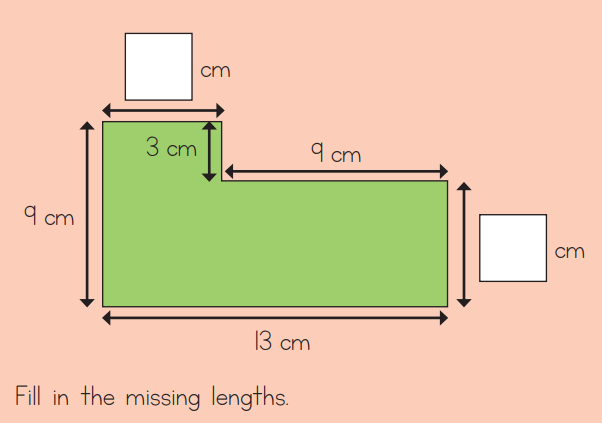 cm
3 cm
9 cm
9 cm
cm
13 cm
Fill in the missing lengths.